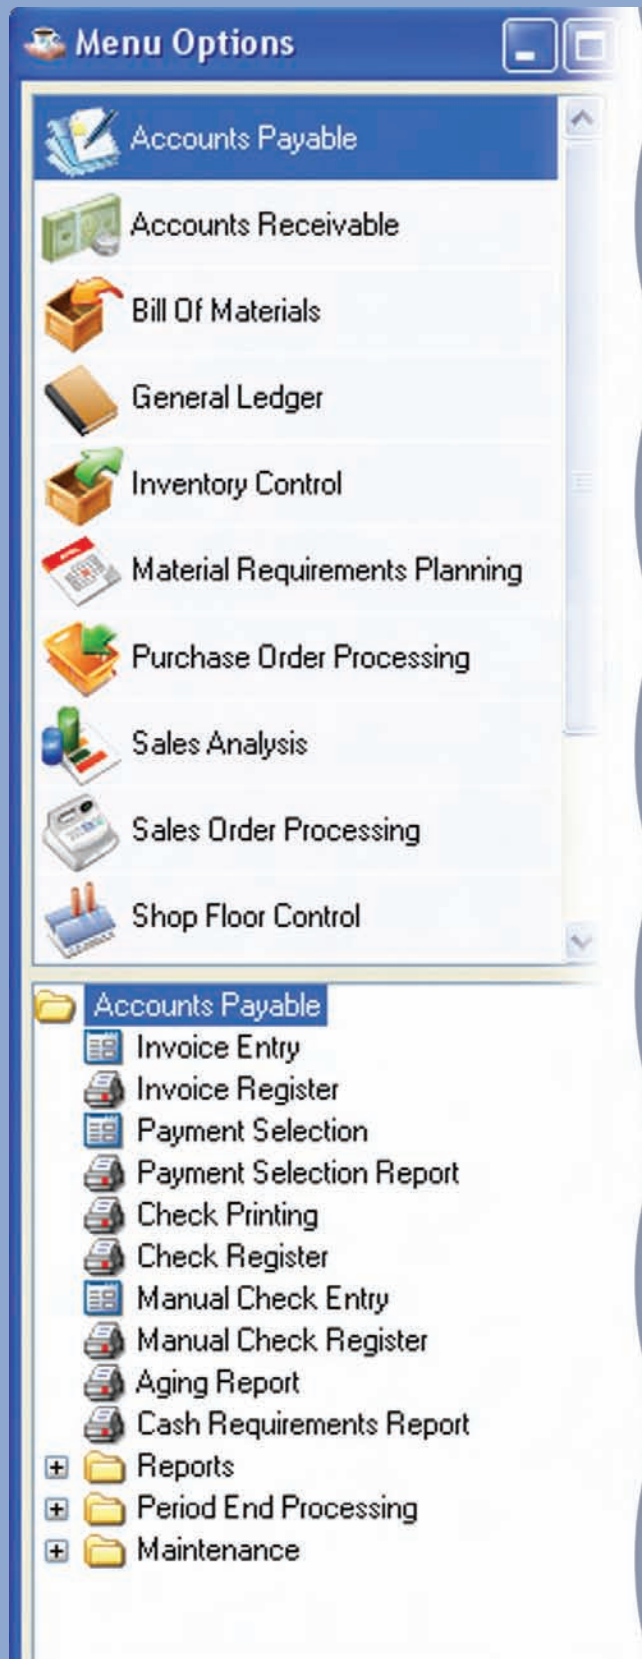 Menu Options
Accounts Payable
Accounts Receivable
Bill Of Materials
General Ledger
Inventory Control
Material Requirements Planning
Purchase Order Processing
Sales Analysis
Sales Order Processing
Shop Floor Control
Accounts Payable
Invoice Entry
Invoice Register
Payment Selection
Payment Selection Report
Check Printing
Check Register
Manual Check Entry
Manual Check Register
Aging Report
Cash Requirements Report
Reports
Period End Processing
Maintenance